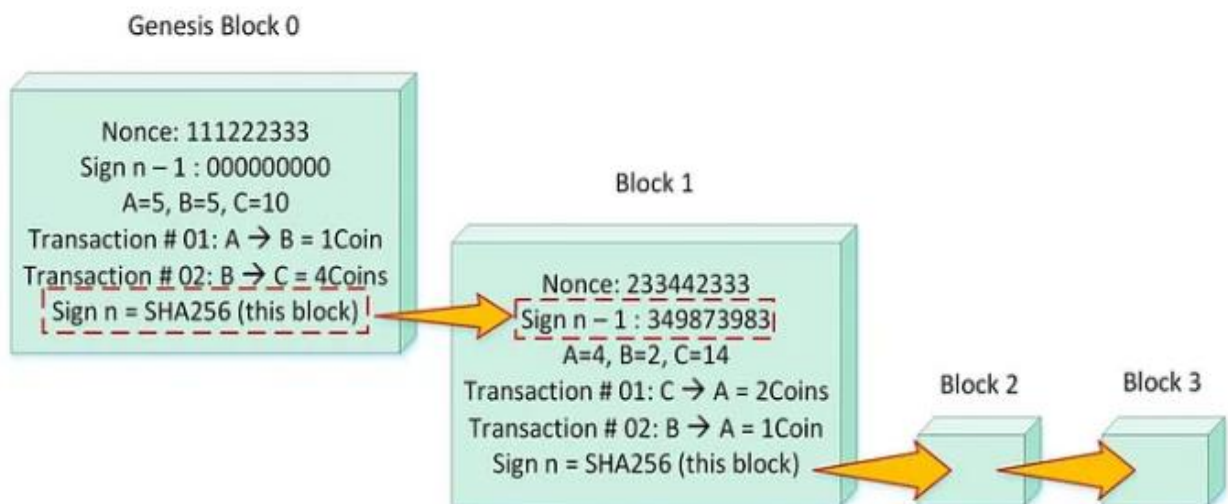 Genesis Block 0
Nonce: 111222333
Sign n – 1 : 000000000
A=5, B=5, C=10
Transaction # 01: A → B = 1Coin
Transaction # 02: B → C = 4Coins
Sign n = SHA256 (this block)
Block 1
Nonce: 233442333
Sign n – 1 : 349873983
A=4, B=2, C=14
Transaction # 01: C → A = 2Coins
Transaction # 02: B → A = 1Coin
Sign n = SHA256 (this block)
Block 2
Block 3